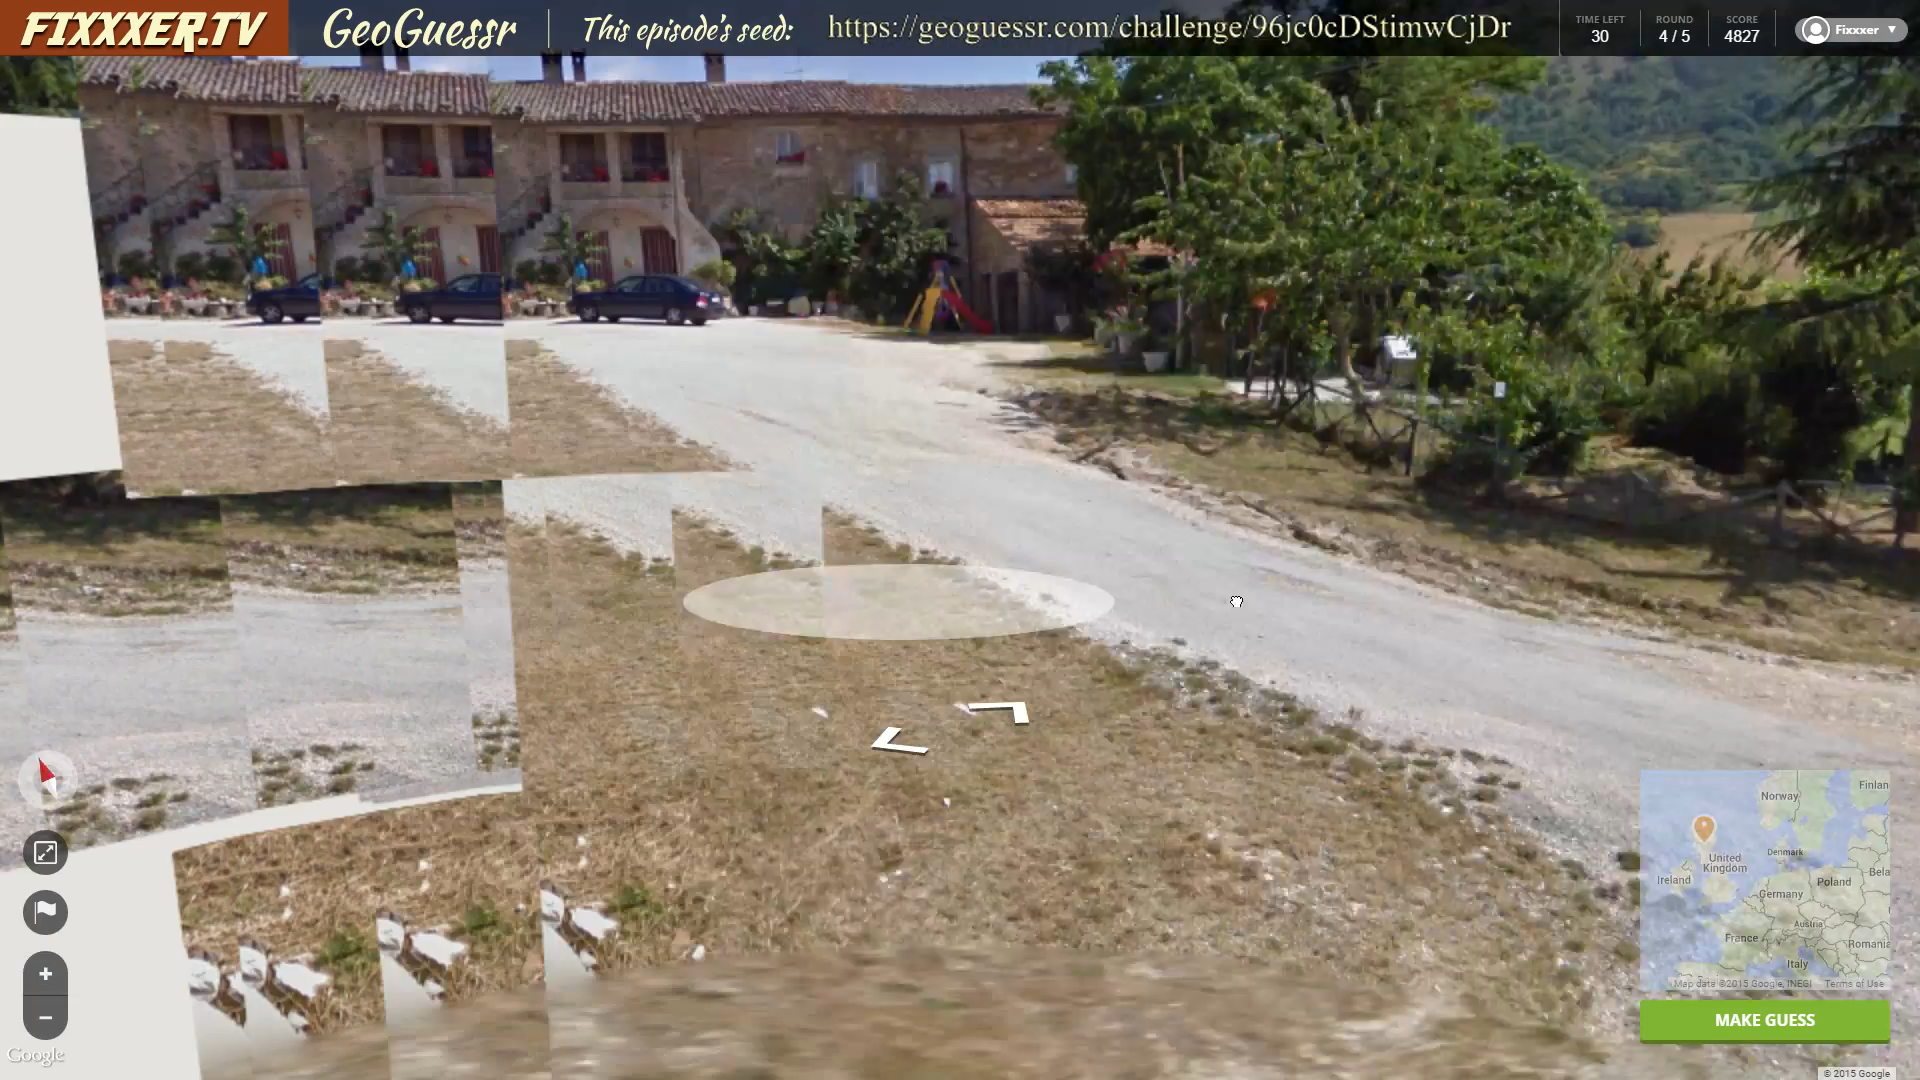 FIXXXER.TV
GeoGuessr
This episode's seed:
https://geoguessr.com/challenge/96jc0cDStimwCjDr
TIME LEFT
30
ROUND
4 / 5
SCORE
4827
Fixxxer
Norway
Finlan
United
Kingdom
Denmark
Ireland
Bela
Poland
Germany
Austria
France
Romania
Italy
Map data ©2015 Google, INEGI
Terms of Use
MAKE GUESS
Google
© 2015 Google